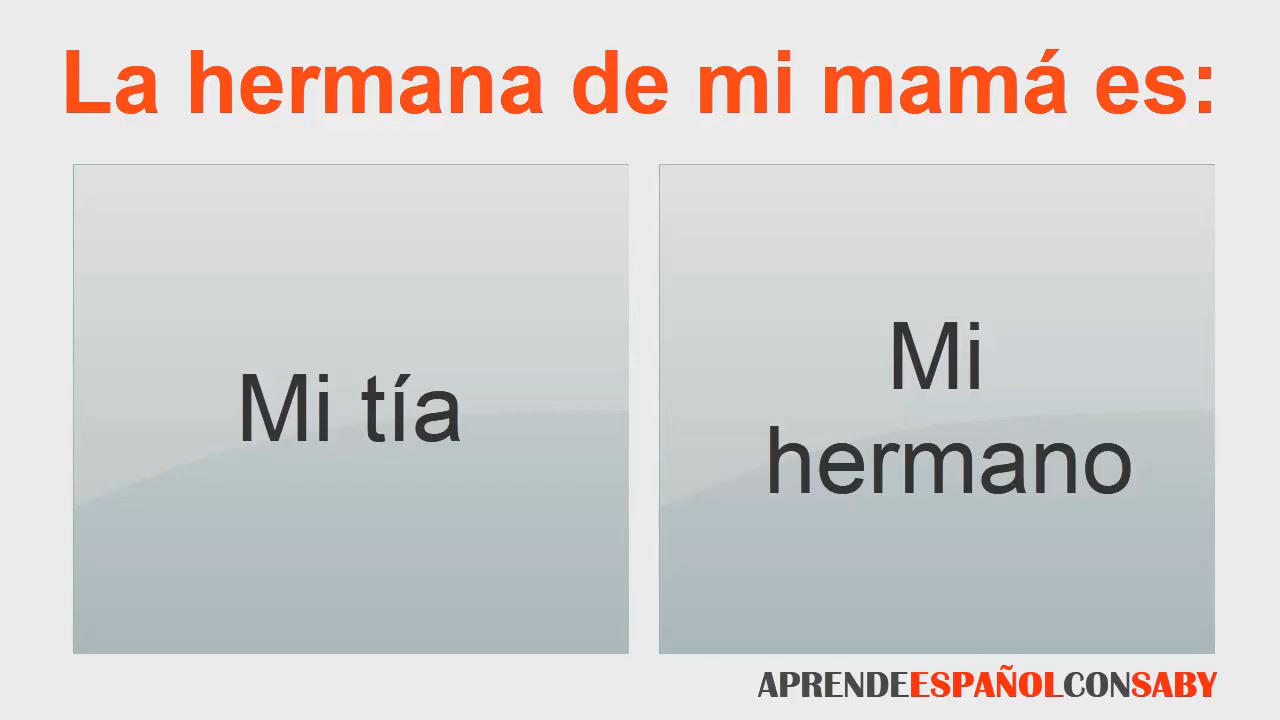 La hermana de mi mamá es:
Mi tía
Mi
hermano
APRENDEESPAÑOLCONSABY